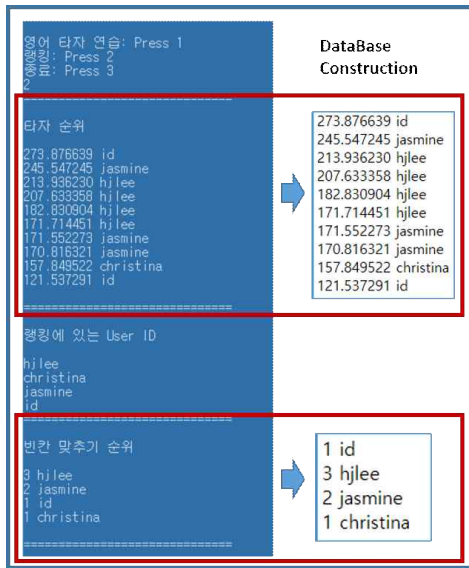 영어 타자 연습: Press 1
랭킹: Press 2
종료: Press 3
2
==============================
타자 순위
273.876639 id
245.547245 jasmine
213.936230 hjlee
207.633358 hjlee
182.830904 hjlee
171.714451 hjlee
171.552273 jasmine
170.816321 jasmine
157.849522 christina
121.537291 id
==============================
랭킹에 있는 User ID
hjlee
christina
jasmine
id
==============================
빈칸 맞추기 순위
3 hjlee
2 jasmine
1 id
1 christina
==============================
DataBase
Construction
273.876639 id
245.547245 jasmine
213.936230 hjlee
207.633358 hjlee
182.830904 hjlee
171.714451 hjlee
171.552273 jasmine
170.816321 jasmine
157.849522 christina
121.537291 id
1 id
3 hjlee
2 jasmine
1 christina